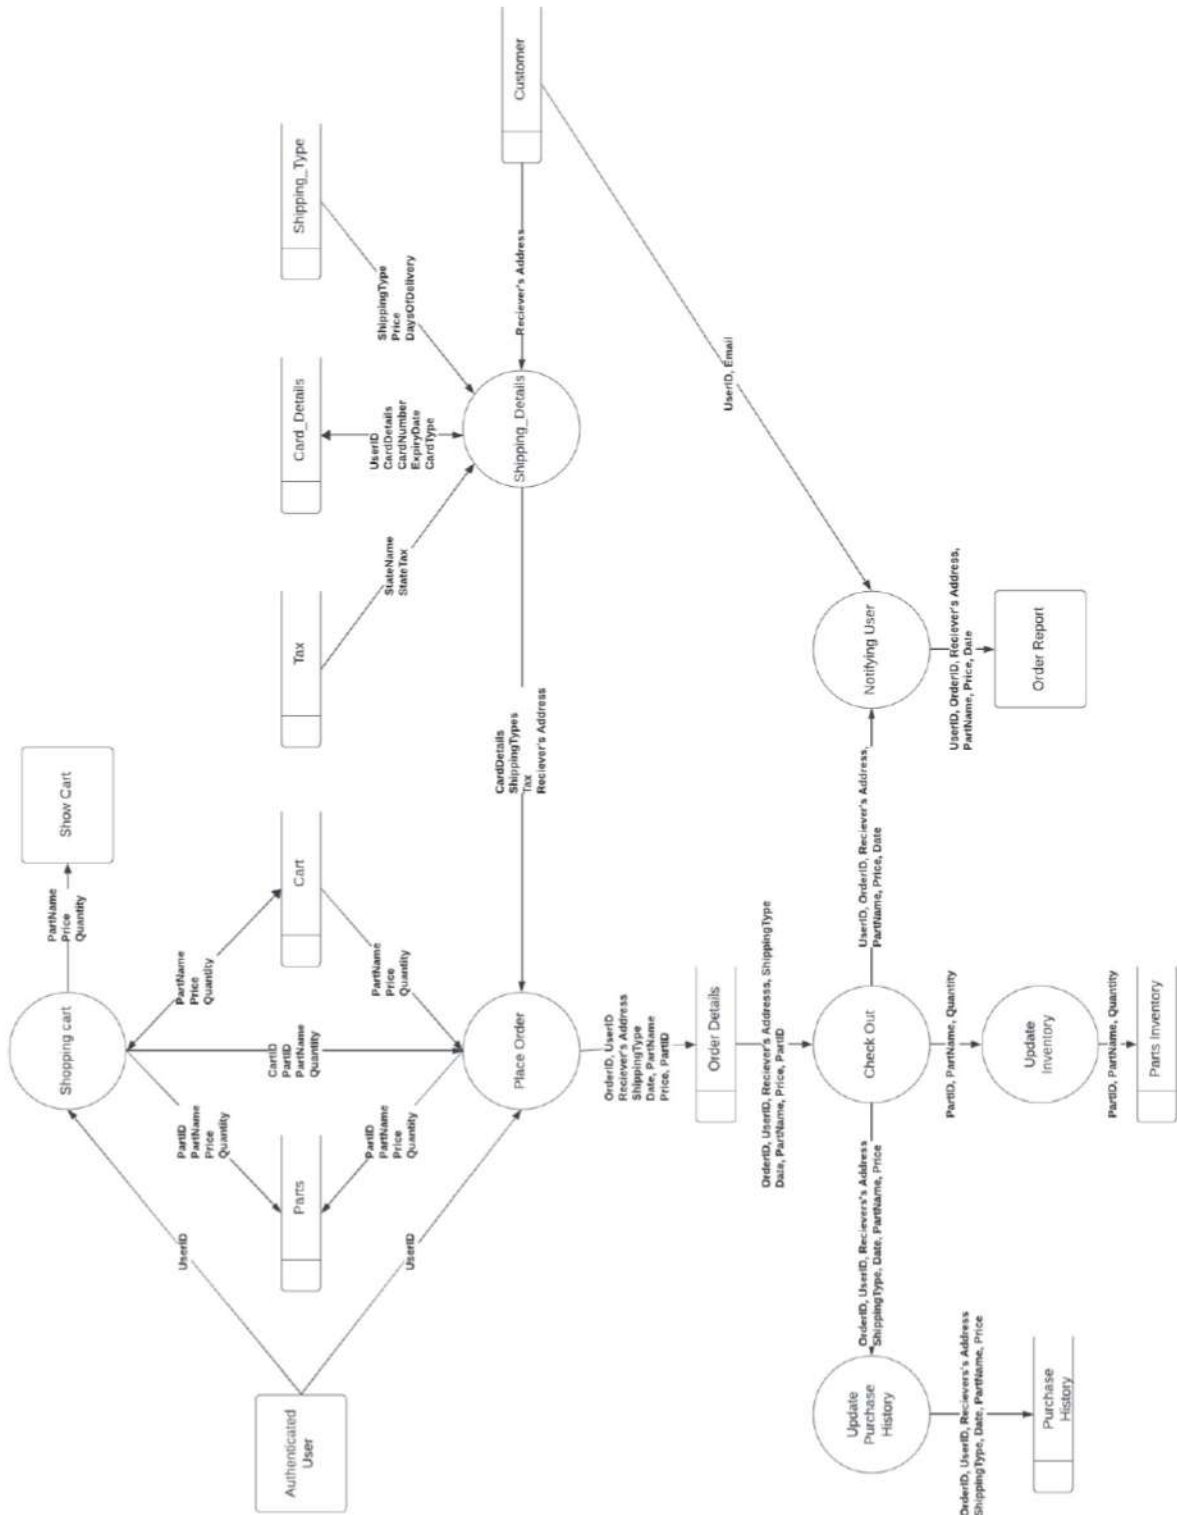 Authenticated
User
UserID
UserID
Shopping cart
PartName
Price
Quantity
Show Cart
PartID
PartName
Price
Quantity
CartID
PartID
PartName
Quantity
PartName
Price
Quantity
Parts
PartID
PartName
Price
Quantity
Cart
PartName
Price
Quantity
Tax
StateName
StateTax
Card_Details
UserID
CardDetails
CardNumber
ExpiryDate
CardType
Shipping_Type
ShippingType
Price
DaysOfDelivery
Place Order
CardDetails
ShippingTypes
Tax
Reciever's Address
Shipping_Details
Reciever's Address
Customer
OrderID, UserID
Reciever's Address
ShippingType
Date, PartName
Price, PartID
Order Details
UserID, Email
OrderID, UserID, Reciever's Addresss, ShippingType
Date, PartName, Price, PartID
Update
Purchase
History
OrderID, UserID, Recievers's Address
ShippingType, Date, PartName, Price
Check Out
UserID, OrderID, Reciever's Address,
PartName, Price, Date
Notifying User
OrderID, UserID, Recievers's Address
ShippingType, Date, PartName, Price
PartID, PartName, Quantity
UserID, OrderID, Reciever's Address,
PartName, Price, Date
Purchase
History
Update
Inventory
Order Report
PartID, PartName, Quantity
Parts Inventory